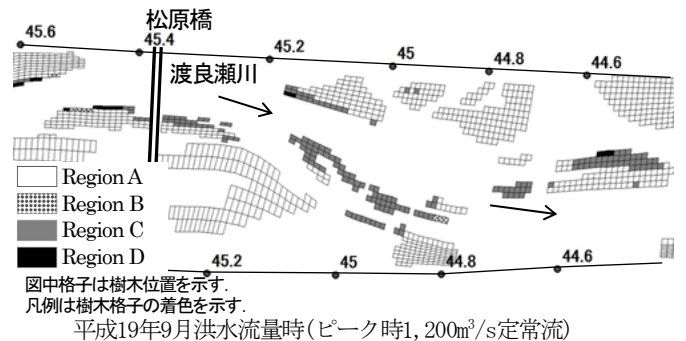 松原橋
45.6
45.4
45.2
45
44.8
44.6
渡良瀬川
Region A
Region B
Region C
Region D
45.2
45
44.8
44.6
図中格子は樹木位置を示す.
凡例は樹木格子の着色を示す.
平成19年9月洪水流量時(ピーク時1,200m³/s定常流)